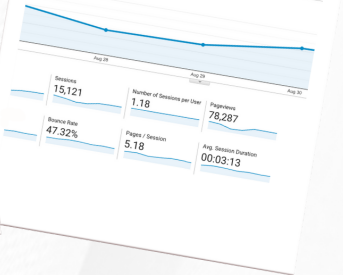 Aug 28
Aug 29
Aug 30
Sessions
15,121
Number of Sessions per User
1.18
Pageviews
78,287
Bounce Rate
47.32%
Pages / Session
5.18
Avg. Session Duration
00:03:13